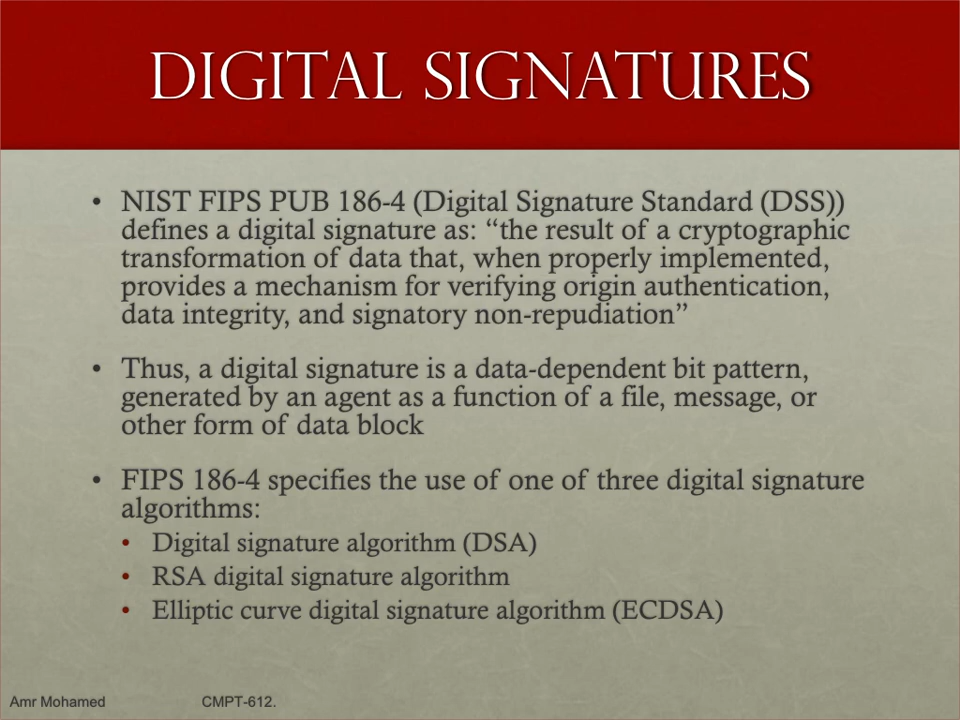 DIGITAL SIGNATURES
• NIST FIPS PUB 186-4 (Digital Signature Standard (DSS))
defines a digital signature as: “the result of a cryptographic
transformation of data that, when properly implemented,
provides a mechanism for verifying origin authentication,
data integrity, and signatory non-repudiation”
• Thus, a digital signature is a data-dependent bit pattern,
generated by an agent as a function of a file, message, or
other form of data block
• FIPS 186-4 specifies the use of one of three digital signature
algorithms:
• Digital signature algorithm (DSA)
• RSA digital signature algorithm
• Elliptic curve digital signature algorithm (ECDSA)
Amr Mohamed CMPT-612.